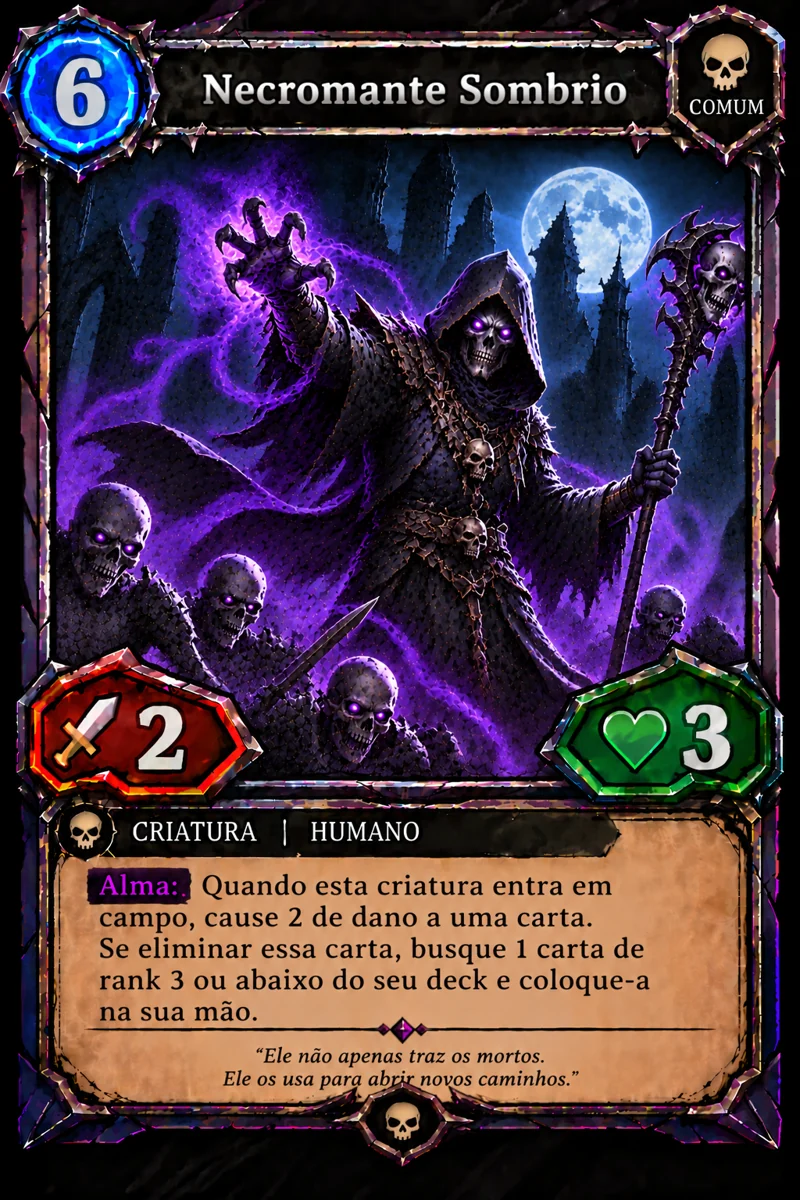 6
Necromante Sombrio
COMUM
2
3
CRIATURA | HUMANO
Alma: Quando esta criatura entra em
campo, cause 2 de dano a uma carta.
Se eliminar essa carta, busque 1 carta de
rank 3 ou abaixo do seu deck e coloque-a
na sua mão.
“Ele não apenas traz os mortos.
Ele os usa para abrir novos caminhos.”